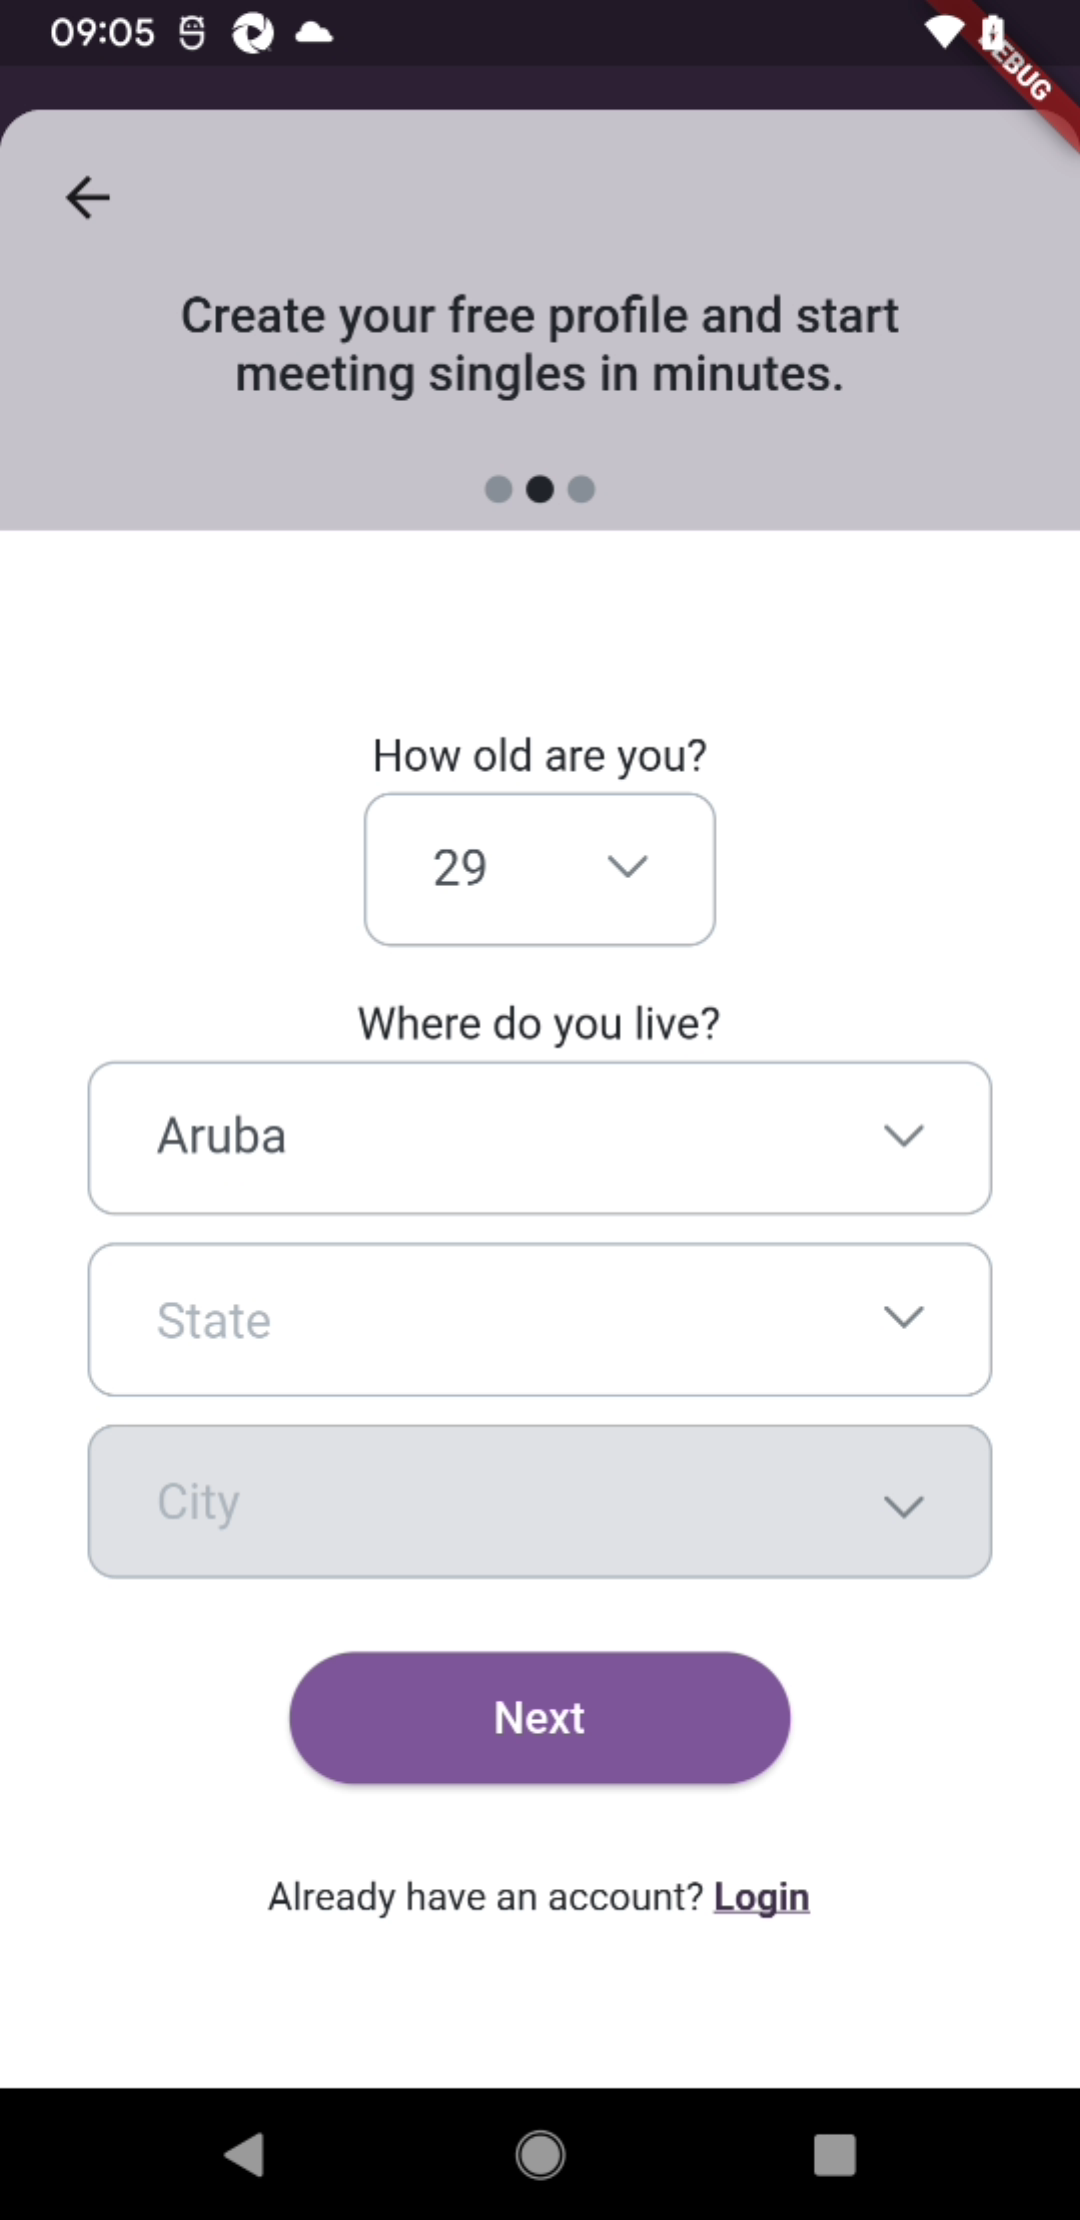 09:05
EBUG
Create your free profile and start
meeting singles in minutes.
How old are you?
29
Where do you live?
Aruba
State
City
Next
Already have an account? Login